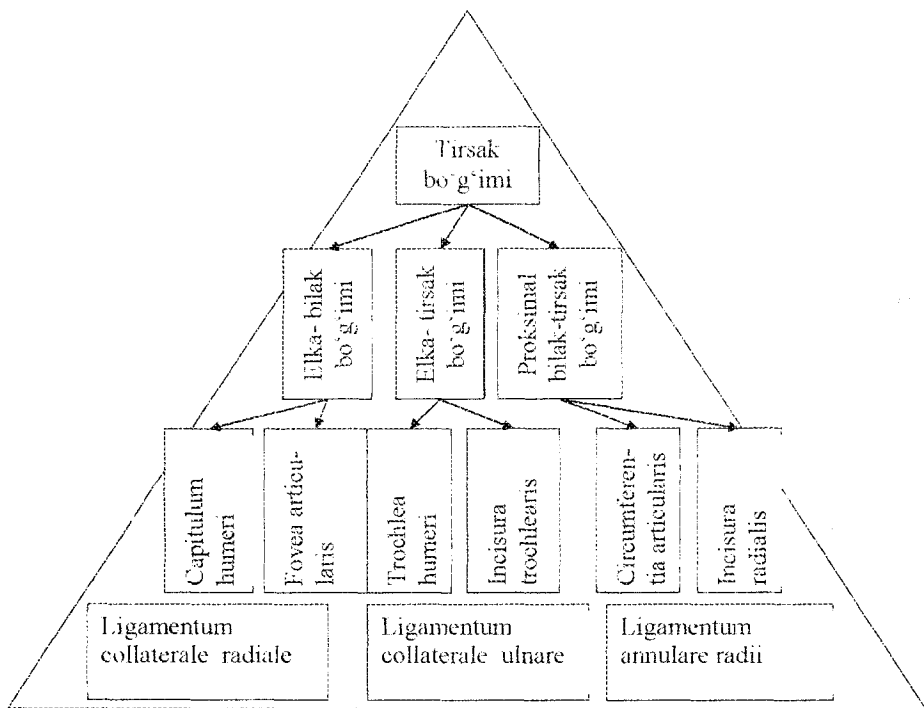 Tirsak
bo‘g‘imi
Elka- bilak
bo‘g‘imi
Elka- tirsak
bo‘g‘imi
Proksimal
bilak-tirsak
bo‘g‘imi
Capitulum
humeri
Fovea articu-
laris
Trochlea
humeri
Incisura
trochlearis
Circumferen-
tia articularis
Incisura
radialis
Ligamentum
collaterale radiale
Ligamentum
collaterale ulnare
Ligamentum
annulare radii